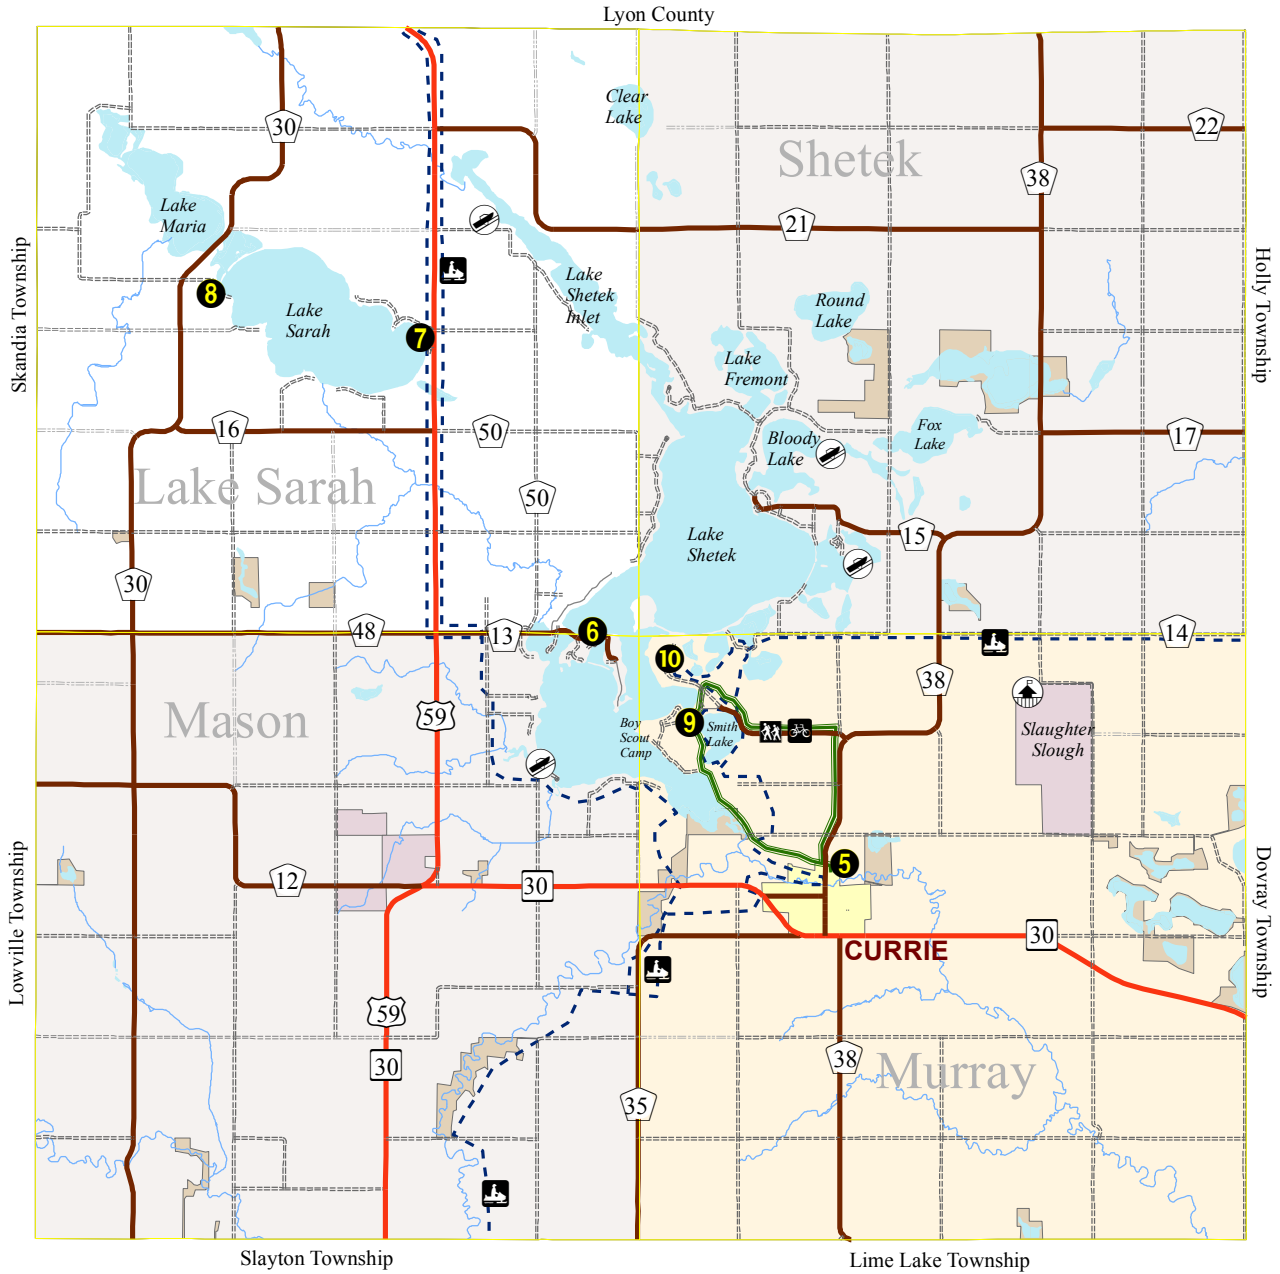 Lyon County
Clear
Lake
30
22
Shetek
38
Lake
Maria
21
Skandia Township
Holly Township
8
Lake
Sarah
7
Lake
Shetek
Inlet
Round
Lake
Lake
Fremont
16
50
Bloody
Lake
Fox
Lake
17
Lake Sarah
50
Lake
Shetek
15
30
48
13
6
14
10
38
Mason
59
9
Boy
Scout
Camp
Smith
Lake
Slaughter
Slough
Lowville Township
Dovray Township
5
12
30
30
CURRIE
59
30
38
Murray
35
Slayton Township
Lime Lake Township